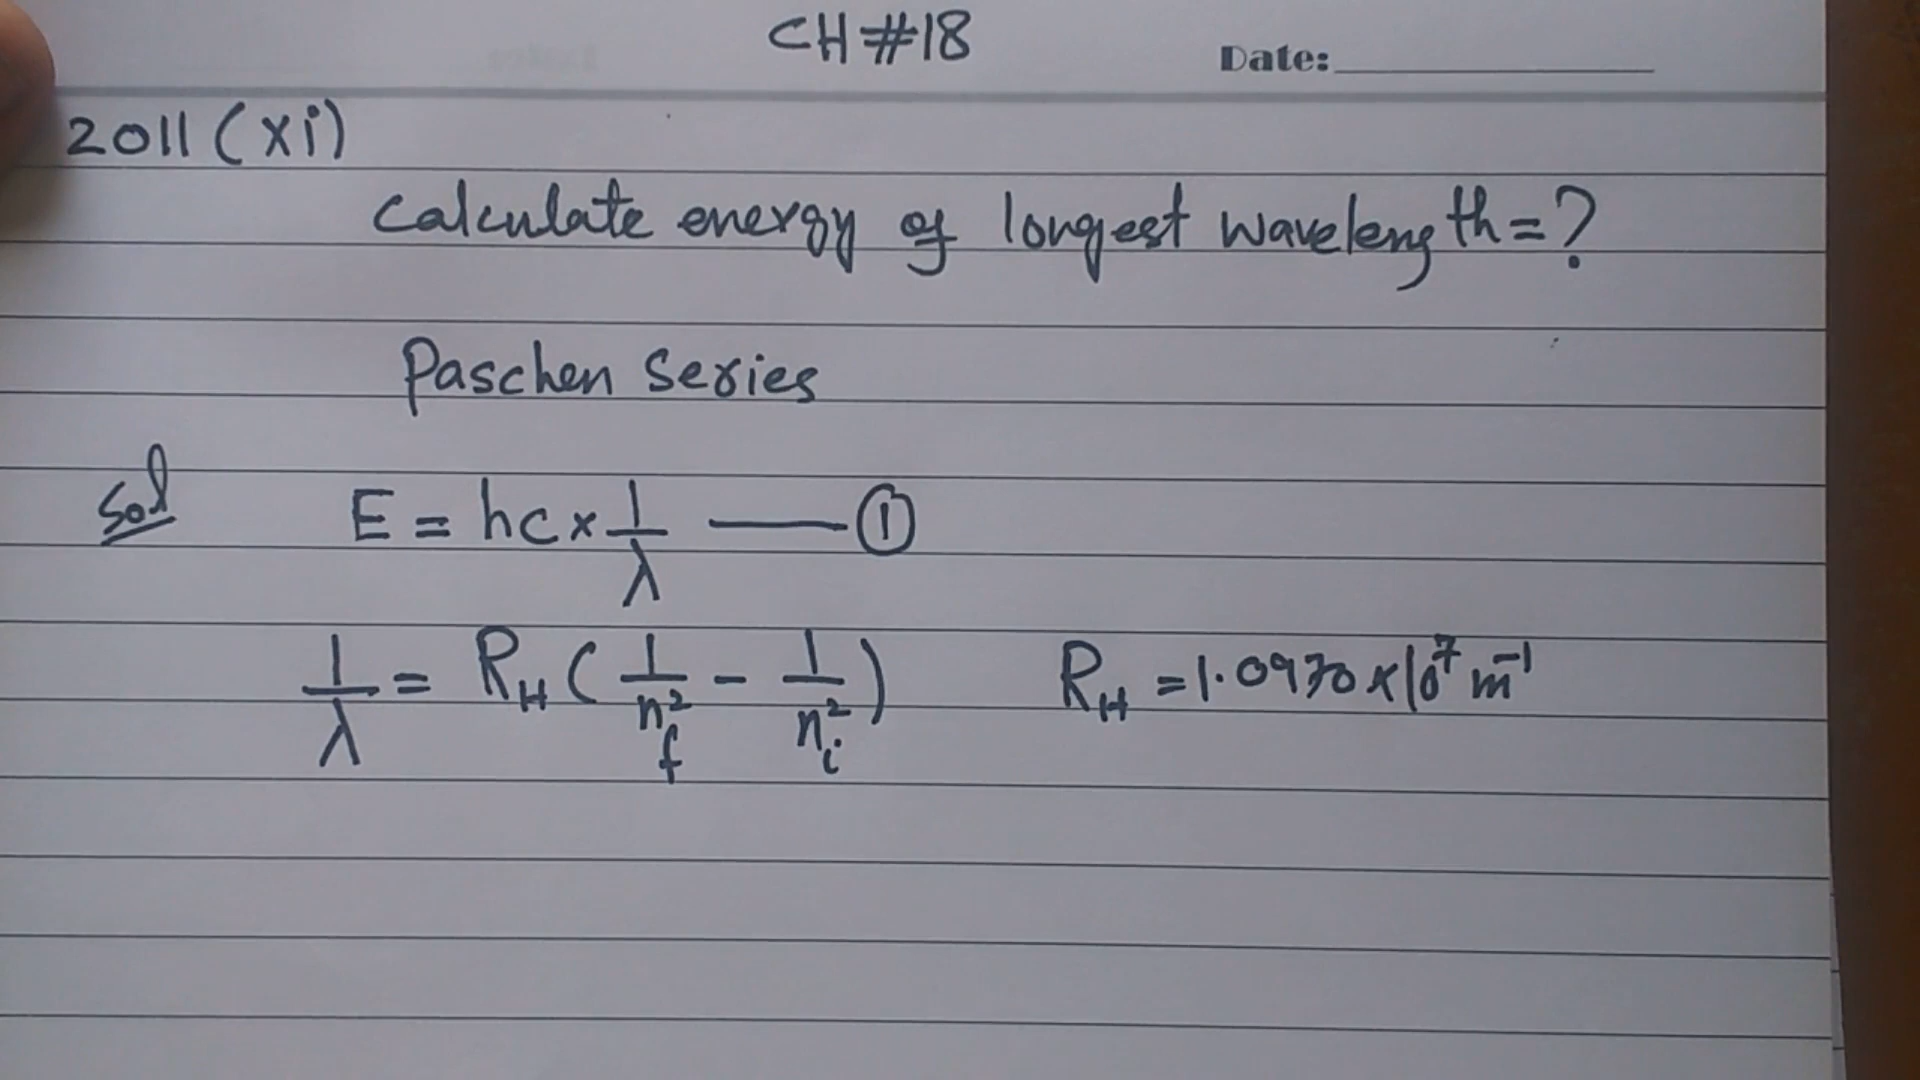 CH#18
Date:
2011 (xi)
Calculate energy of longest wavelength=?
Paschen Series
Sol E = hc x 1/λ —— ①
1/λ = R_H ( 1/n_f² - 1/n_i² ) R_H = 1.0970 x 10⁷ m⁻¹